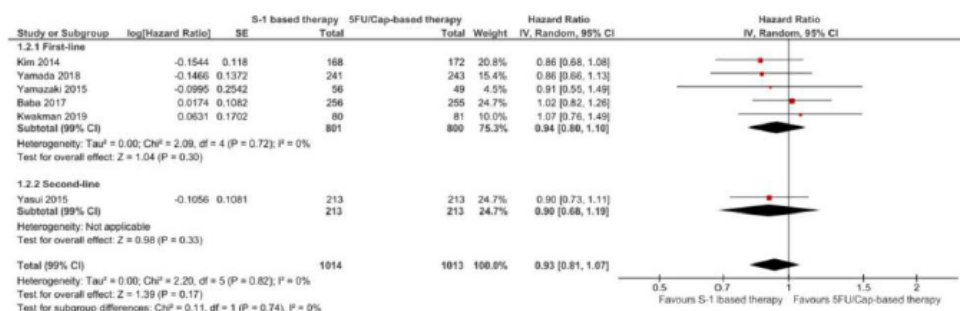 S-1 based therapy 5FU/Cap-based therapy Hazard Ratio Hazard Ratio
Study or Subgroup log[Hazard Ratio] SE Total Total Weight IV, Random, 95% CI IV, Random, 95% CI
1.2.1 First-line
Kim 2014 -0.1544 0.118 168 172 20.8% 0.86 [0.68, 1.08]
Yamada 2018 -0.1466 0.1372 241 243 15.4% 0.86 [0.66, 1.13]
Yamazaki 2015 -0.0995 0.2542 56 49 4.5% 0.91 [0.55, 1.49]
Baba 2017 0.0174 0.1082 256 255 24.7% 1.02 [0.82, 1.26]
Kwakman 2019 0.0631 0.1702 80 81 10.0% 1.07 [0.76, 1.49]
Subtotal (99% CI) 801 800 75.3% 0.94 [0.80, 1.10]
Heterogeneity: Tau² = 0.00; Chi² = 2.09, df = 4 (P = 0.72); I² = 0%
Test for overall effect: Z = 1.04 (P = 0.30)
1.2.2 Second-line
Yasui 2015 -0.1056 0.1081 213 213 24.7% 0.90 [0.73, 1.11]
Subtotal (99% CI) 213 213 24.7% 0.90 [0.68, 1.19]
Heterogeneity: Not applicable
Test for overall effect: Z = 0.98 (P = 0.33)
Total (99% CI) 1014 1013 100.0% 0.93 [0.81, 1.07]
Heterogeneity: Tau² = 0.00; Chi² = 2.20, df = 5 (P = 0.82); I² = 0%
Test for overall effect: Z = 1.39 (P = 0.17)
Test for subgroup differences: Chi² = 0.11, df = 1 (P = 0.74), I² = 0%
0.5 0.7 1 1.5 2
Favours S-1 based therapy Favours 5FU/Cap-based therapy